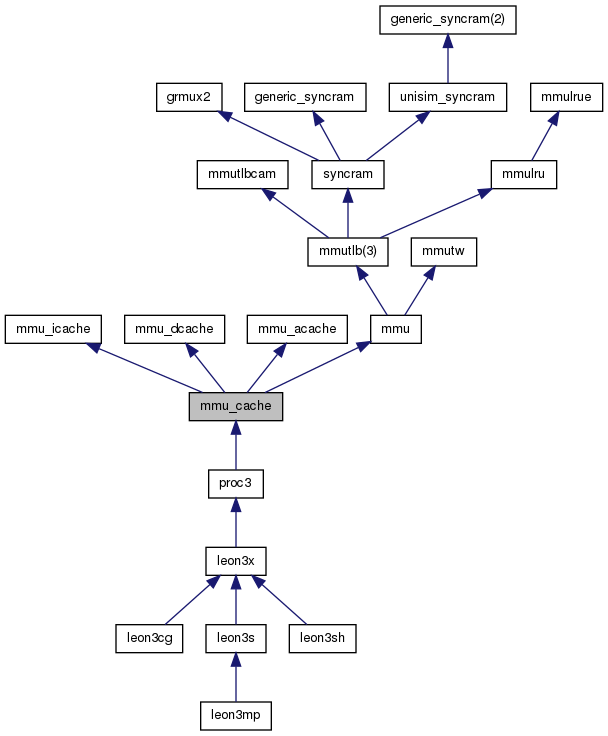 generic_syncram(2)
grmux2
generic_syncram
unisim_syncram
mmulrue
mmutlbcam
syncram
mmulru
mmutlb(3)
mmutw
mmu_icache
mmu_dcache
mmu_acache
mmu
mmu_cache
proc3
leon3x
leon3cg
leon3s
leon3sh
leon3mp